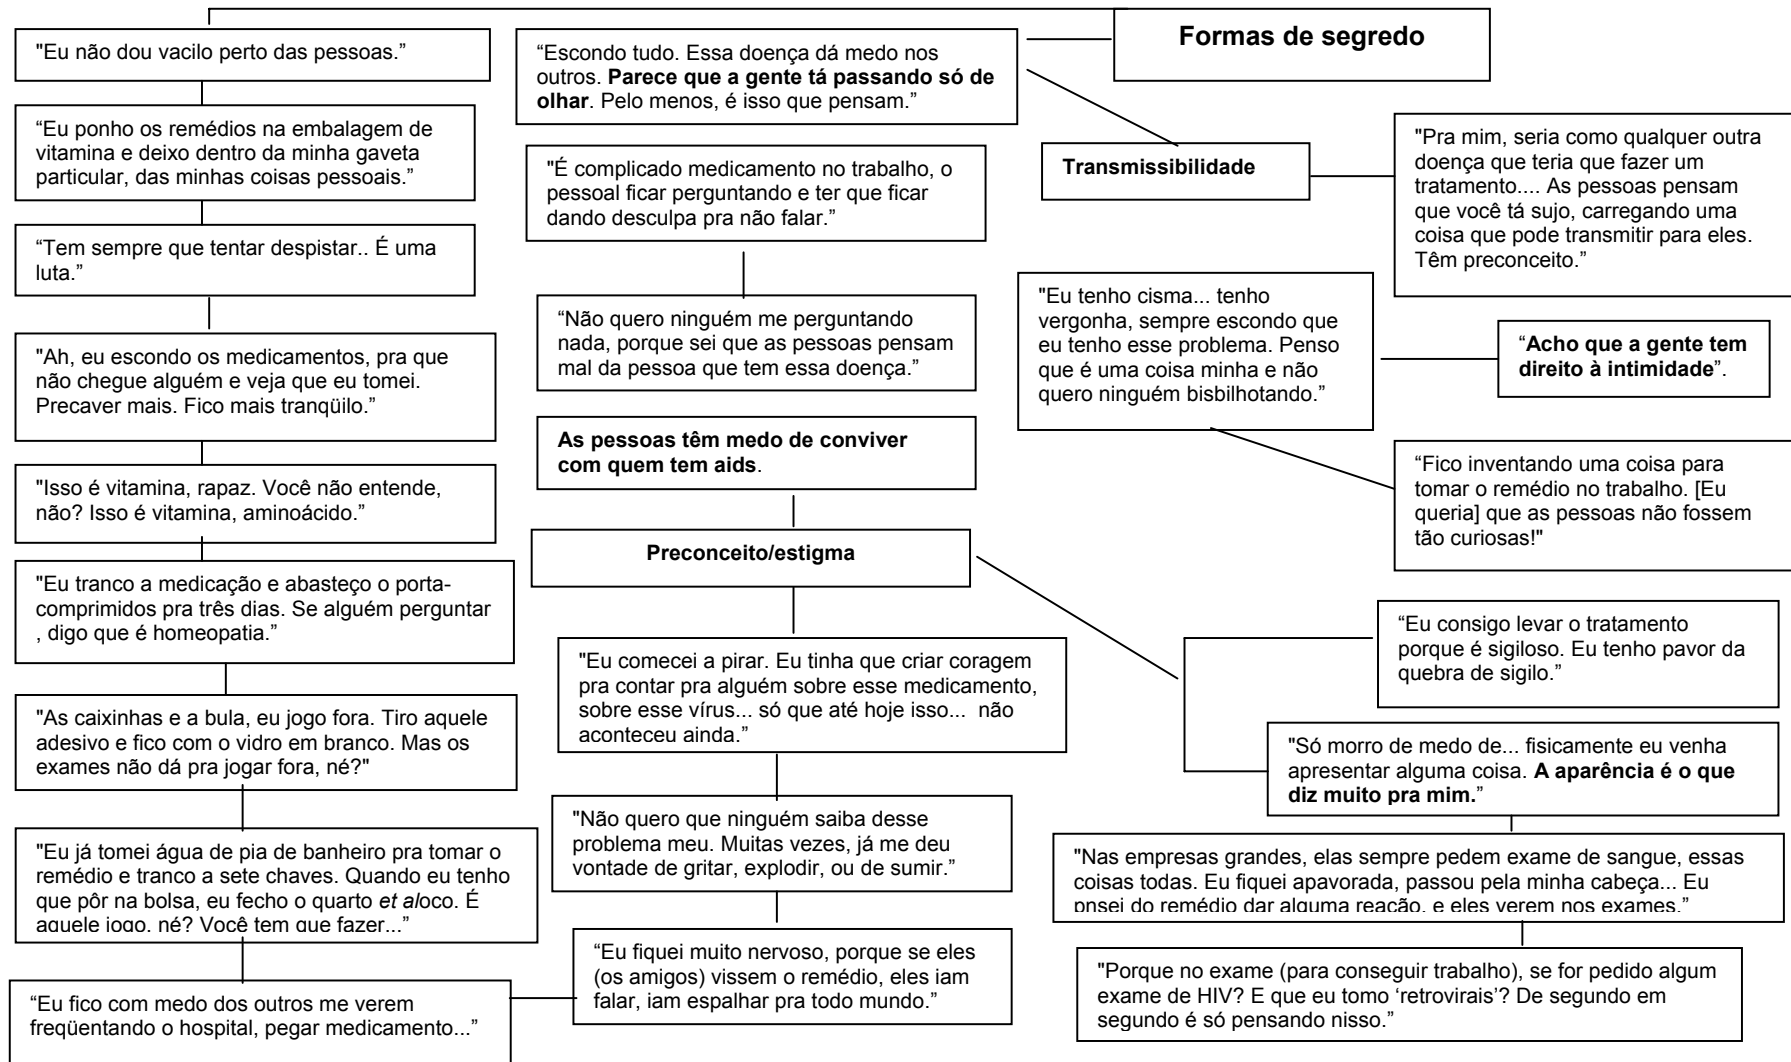 Formas de segredo
"Eu não dou vacilo perto das pessoas.”
“Eu ponho os remédios na embalagem de
vitamina e deixo dentro da minha gaveta
particular, das minhas coisas pessoais.”
“Tem sempre que tentar despistar.. É uma
luta.”
"Ah, eu escondo os medicamentos, pra que
não chegue alguém e veja que eu tomei.
Precaver mais. Fico mais tranqüilo.”
"Isso é vitamina, rapaz. Você não entende,
não? Isso é vitamina, aminoácido.”
"Eu tranco a medicação e abasteço o porta-
comprimidos pra três dias. Se alguém perguntar
, digo que é homeopatia.”
"As caixinhas e a bula, eu jogo fora. Tiro aquele
adesivo e fico com o vidro em branco. Mas os
exames não dá pra jogar fora, né?"
"Eu já tomei água de pia de banheiro pra tomar o
remédio e tranco a sete chaves. Quando eu tenho
que pôr na bolsa, eu fecho o quarto et aloco. É
aquele jogo, né? Você tem que fazer...”
“Eu fico com medo dos outros me verem
freqüentando o hospital, pegar medicamento...”
“Escondo tudo. Essa doença dá medo nos
outros. Parece que a gente tá passando só de
olhar. Pelo menos, é isso que pensam.”
"É complicado medicamento no trabalho, o
pessoal ficar perguntando e ter que ficar
dando desculpa pra não falar.”
“Não quero ninguém me perguntando
nada, porque sei que as pessoas pensam
mal da pessoa que tem essa doença.”
As pessoas têm medo de conviver
com quem tem aids.
Preconceito/estigma
"Eu comecei a pirar. Eu tinha que criar coragem
pra contar pra alguém sobre esse medicamento,
sobre esse vírus... só que até hoje isso... não
aconteceu ainda.”
"Não quero que ninguém saiba desse
problema meu. Muitas vezes, já me deu
vontade de gritar, explodir, ou de sumir.”
“Eu fiquei muito nervoso, porque se eles
(os amigos) vissem o remédio, eles iam
falar, iam espalhar pra todo mundo.”
Transmissibilidade
"Pra mim, seria como qualquer outra
doença que teria que fazer um
tratamento.... As pessoas pensam
que você tá sujo, carregando uma
coisa que pode transmitir para eles.
Têm preconceito.”
"Eu tenho cisma... tenho
vergonha, sempre escondo que
eu tenho esse problema. Penso
que é uma coisa minha e não
quero ninguém bisbilhotando.”
“Acho que a gente tem
direito à intimidade”.
“Fico inventando uma coisa para
tomar o remédio no trabalho. [Eu
queria] que as pessoas não fossem
tão curiosas!"
“Eu consigo levar o tratamento
porque é sigiloso. Eu tenho pavor da
quebra de sigilo.”
"Só morro de medo de... fisicamente eu venha
apresentar alguma coisa. A aparência é o que
diz muito pra mim.”
"Nas empresas grandes, elas sempre pedem exame de sangue, essas
coisas todas. Eu fiquei apavorada, passou pela minha cabeça... Eu
pnsei do remédio dar alguma reação, e eles verem nos exames.”
"Porque no exame (para conseguir trabalho), se for pedido algum
exame de HIV? E que eu tomo ‘retrovirais’? De segundo em
segundo é só pensando nisso.”